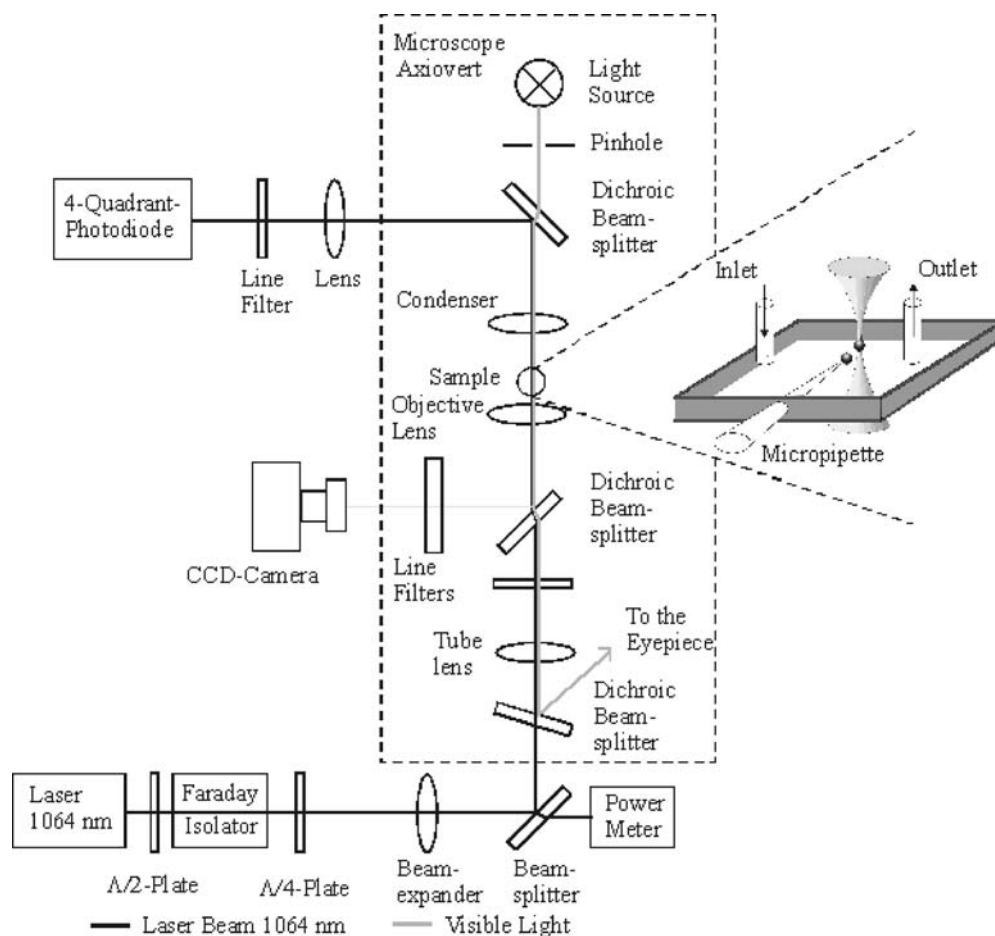 Microscope
Axiovert
Light
Source
Pinhole
Dichroic
Beam-
splitter
4-Quadrant-
Photodiode
Line
Filter
Lens
Condenser
Inlet
Outlet
Sample
Objective
Lens
Micropipette
Dichroic
Beam-
splitter
CCD-Camera
Line
Filters
To the
Eyepiece
Tube
lens
Dichroic
Beam-
splitter
Laser
1064 nm
Faraday
Isolator
Power
Meter
Λ/2-Plate
Λ/4-Plate
Beam-
expander
Beam-
splitter
Laser Beam 1064 nm
Visible Light